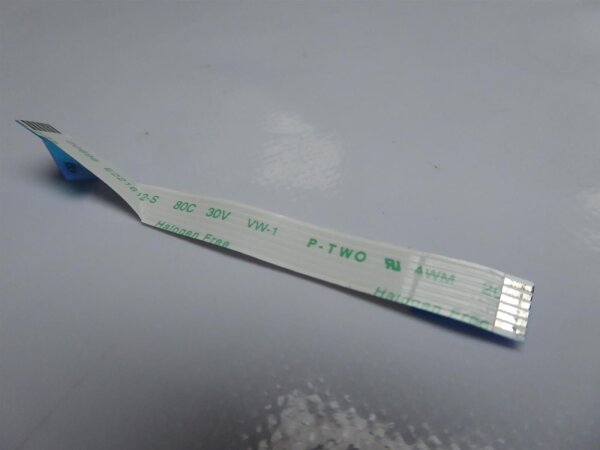 80C 30V VW-1 P-TWO AWM
Halogen Free
Halogen Free